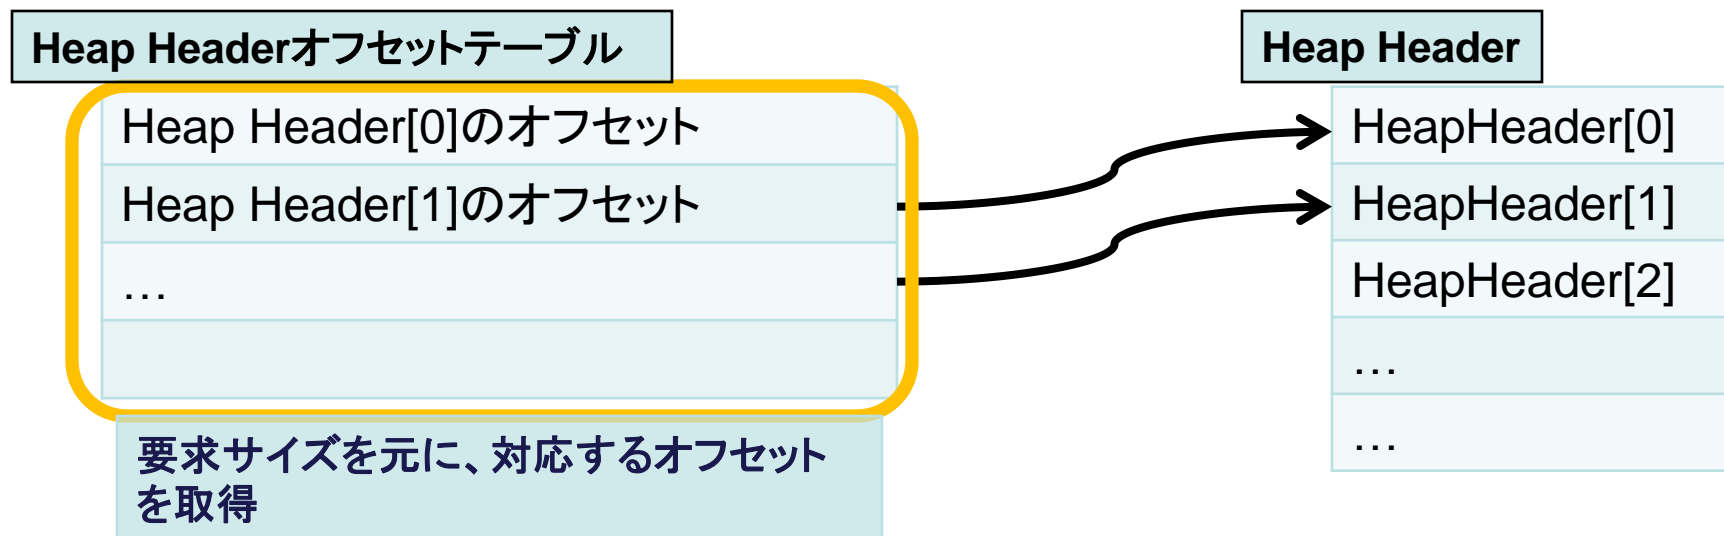 Heap Headerオフセットテーブル
Heap Header[0]のオフセット
Heap Header[1]のオフセット
…
要求サイズを元に、対応するオフセット
を取得
Heap Header
HeapHeader[0]
HeapHeader[1]
HeapHeader[2]
…
…